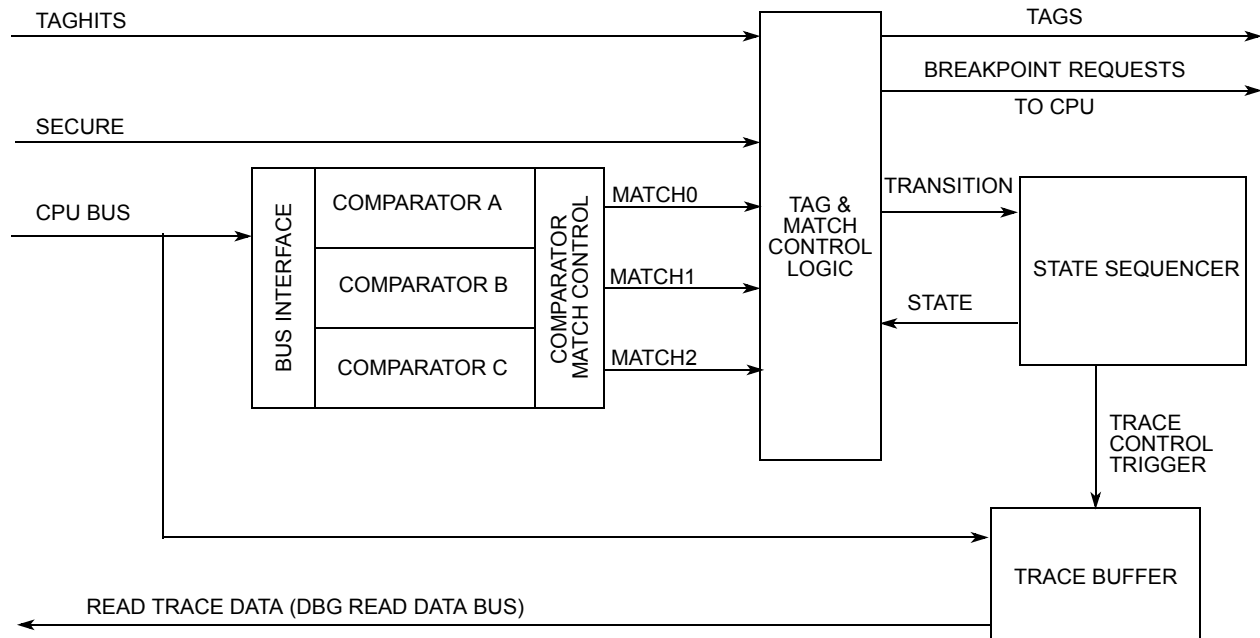 TAGHITS
TAGS
BREAKPOINT REQUESTS
TO CPU
SECURE
CPU BUS
BUS INTERFACE
COMPARATOR A
COMPARATOR B
COMPARATOR C
COMPARATOR
MATCH CONTROL
MATCH0
MATCH1
MATCH2
TAG &
MATCH
CONTROL
LOGIC
TRANSITION
STATE
STATE SEQUENCER
TRACE
CONTROL
TRIGGER
TRACE BUFFER
READ TRACE DATA (DBG READ DATA BUS)